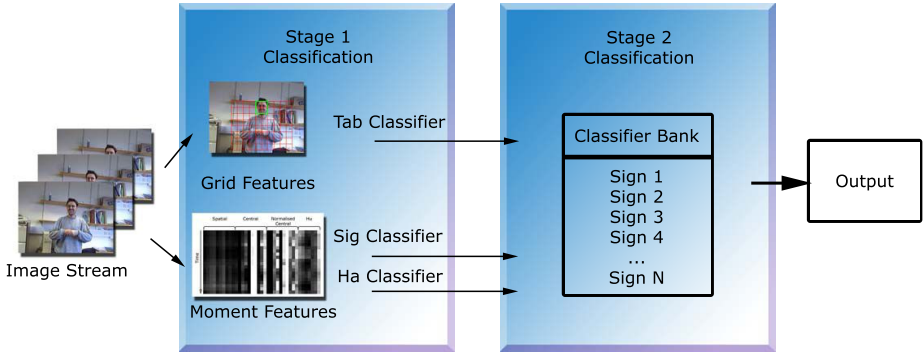 Stage 1
Classification
Stage 2
Classification
Image Stream
Grid Features
Tab Classifier
Spatial Central Normalised Central Hu
Time
Sig Classifier
Ha Classifier
Moment Features
Classifier Bank
Sign 1
Sign 2
Sign 3
Sign 4
...
Sign N
Output